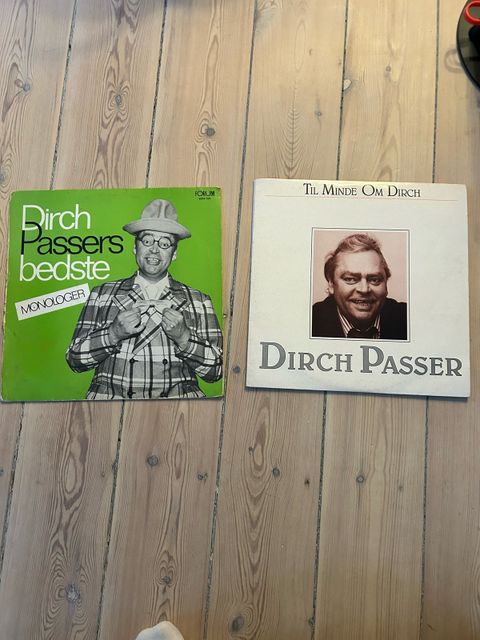 FORUM
Dirch
Passers
bedste
MONOLOGER
TIL MINDE OM DIRCH
DIRCH PASSER